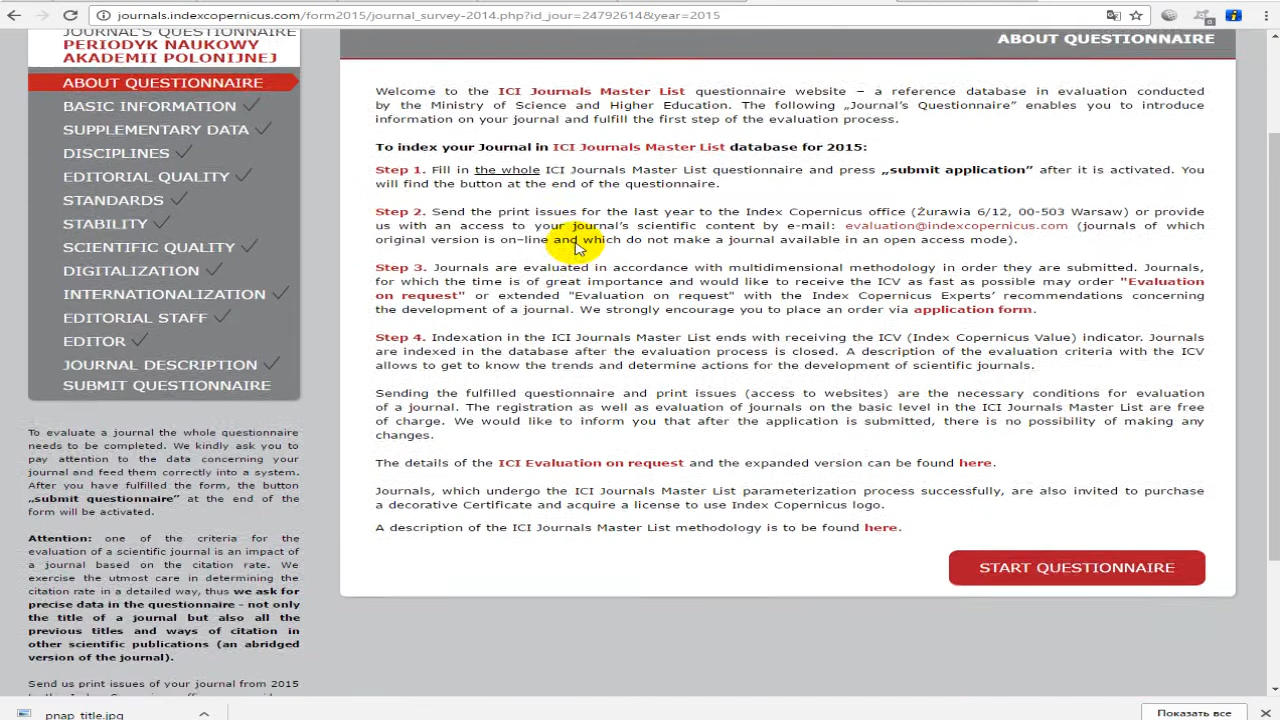 journals.indexcopernicus.com/form2015/journal_survey-2014.php?id_jour=24792614&year=2015
JOURNAL'S QUESTIONNAIRE
PERIODYK NAUKOWY
AKADEMII POLONIJNEJ
ABOUT QUESTIONNAIRE
BASIC INFORMATION
SUPPLEMENTARY DATA
DISCIPLINES
EDITORIAL QUALITY
STANDARDS
STABILITY
SCIENTIFIC QUALITY
DIGITALIZATION
INTERNATIONALIZATION
EDITORIAL STAFF
EDITOR
JOURNAL DESCRIPTION
SUBMIT QUESTIONNAIRE
To evaluate a journal the whole questionnaire
needs to be completed. We kindly ask you to
pay attention to the data concerning your
journal and feed them correctly into a system.
After you have fulfilled the form, the button
„submit questionnaire" at the end of the
form will be activated.
Attention: one of the criteria for the
evaluation of a scientific journal is an impact of
a journal based on the citation rate. We
exercise the utmost care in determining the
citation rate in a detailed way, thus we ask for
precise data in the questionnaire - not only
the title of a journal but also all the
previous titles and ways of citation in
other scientific publications (an abridged
version of the journal).
Send us print issues of your journal from 2015
ABOUT QUESTIONNAIRE
Welcome to the ICI Journals Master List questionnaire website – a reference database in evaluation conducted
by the Ministry of Science and Higher Education. The following „Journal's Questionnaire" enables you to introduce
information on your journal and fulfill the first step of the evaluation process.
To index your Journal in ICI Journals Master List database for 2015:
Step 1. Fill in the whole ICI Journals Master List questionnaire and press „submit application" after it is activated. You
will find the button at the end of the questionnaire.
Step 2. Send the print issues for the last year to the Index Copernicus office (Żurawia 6/12, 00-503 Warsaw) or provide
us with an access to your journal's scientific content by e-mail: evaluation@indexcopernicus.com (journals of which
original version is on-line and which do not make a journal available in an open access mode).
Step 3. Journals are evaluated in accordance with multidimensional methodology in order they are submitted. Journals,
for which the time is of great importance and would like to receive the ICV as fast as possible may order "Evaluation
on request" or extended "Evaluation on request" with the Index Copernicus Experts' recommendations concerning
the development of a journal. We strongly encourage you to place an order via application form.
Step 4. Indexation in the ICI Journals Master List ends with receiving the ICV (Index Copernicus Value) indicator. Journals
are indexed in the database after the evaluation process is closed. A description of the evaluation criteria with the ICV
allows to get to know the trends and determine actions for the development of scientific journals.
Sending the fulfilled questionnaire and print issues (access to websites) are the necessary conditions for evaluation
of a journal. The registration as well as evaluation of journals on the basic level in the ICI Journals Master List are free
of charge. We would like to inform you that after the application is submitted, there is no possibility of making any
changes.
The details of the ICI Evaluation on request and the expanded version can be found here.
Journals, which undergo the ICI Journals Master List parameterization process successfully, are also invited to purchase
a decorative Certificate and acquire a license to use Index Copernicus logo.
A description of the ICI Journals Master List methodology is to be found here.
START QUESTIONNAIRE
pnap_title.jpg
Показать все